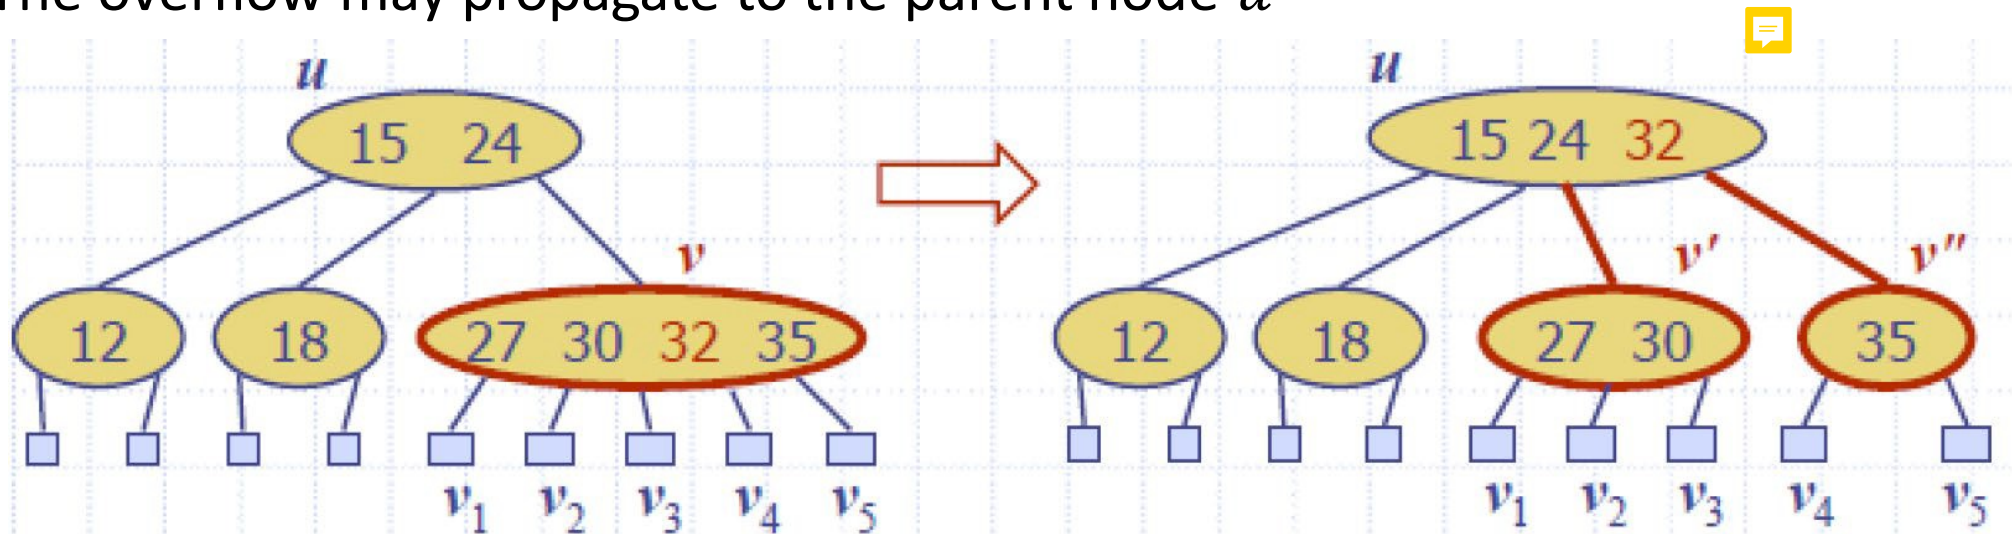 The overflow may propagate to the parent node u
u u
15 24 15 24 32
v v′ v″
12 18 27 30 32 35 12 18 27 30 35
v1 v2 v3 v4 v5 v1 v2 v3 v4 v5